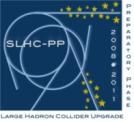 SLHC-PP
2008-2011
PREPARATORY PHASE
LARGE HADRON COLLIDER UPGRADE